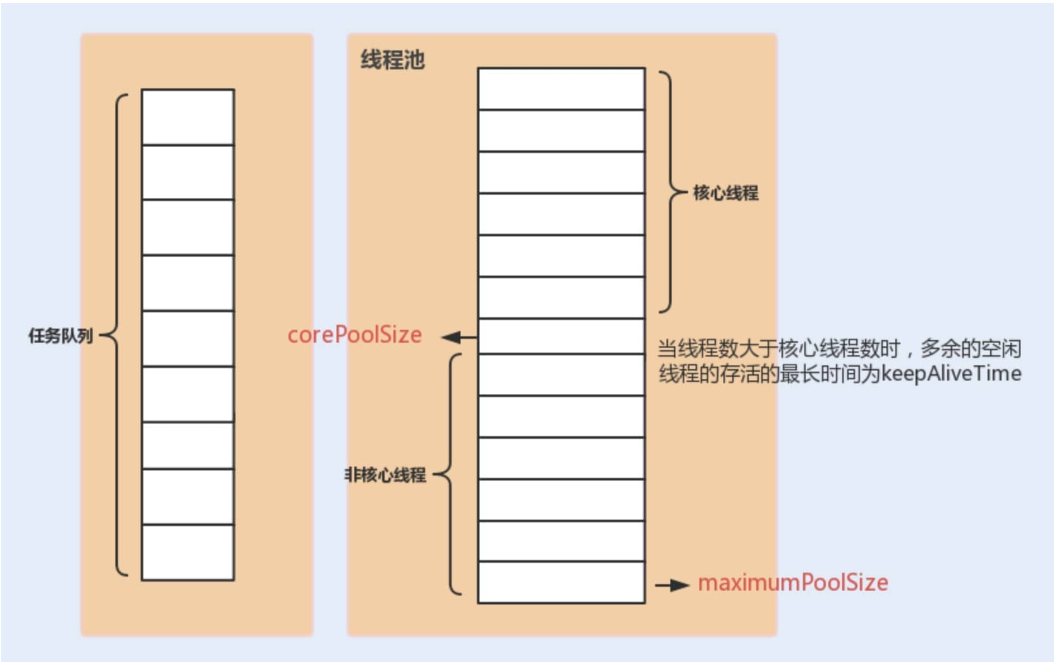 线程池
核心线程
任务队列
corePoolSize
当线程数大于核心线程数时，多余的空闲
线程的存活的最长时间为keepAliveTime
非核心线程
maximumPoolSize